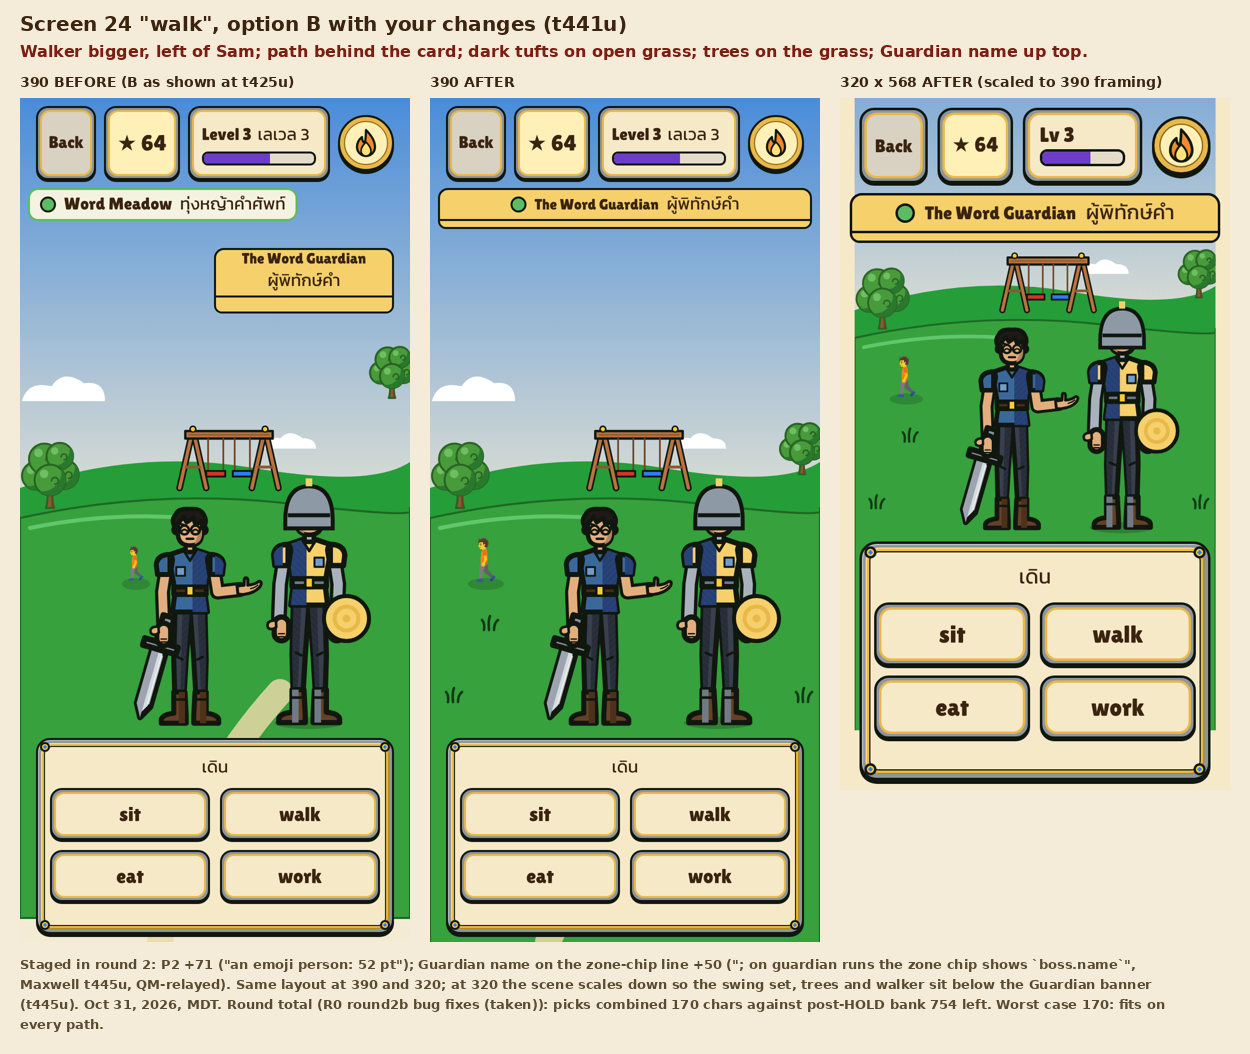 Screen 24 "walk", option B with your changes (t441u)
Walker bigger, left of Sam; path behind the card; dark tufts on open grass; trees on the grass; Guardian name up top.
390 BEFORE (B as shown at t425u)
Back
★ 64
Level 3 เลเวล 3
Word Meadow ทุ่งหญ้าคำศัพท์
The Word Guardian
ผู้พิทักษ์คำ
เดิน
sit
walk
eat
work
390 AFTER
Back
★ 64
Level 3 เลเวล 3
The Word Guardian ผู้พิทักษ์คำ
เดิน
sit
walk
eat
work
320 x 568 AFTER (scaled to 390 framing)
Back
★ 64
Lv 3
The Word Guardian ผู้พิทักษ์คำ
เดิน
sit
walk
eat
work
Staged in round 2: P2 +71 ("an emoji person: 52 pt"); Guardian name on the zone-chip line +50 ("; on guardian runs the zone chip shows `boss.name`",
Maxwell t445u, QM-relayed). Same layout at 390 and 320; at 320 the scene scales down so the swing set, trees and walker sit below the Guardian banner
(t445u). Oct 31, 2026, MDT. Round total (R0 round2b bug fixes (taken)): picks combined 170 chars against post-HOLD bank 754 left. Worst case 170: fits on
every path.